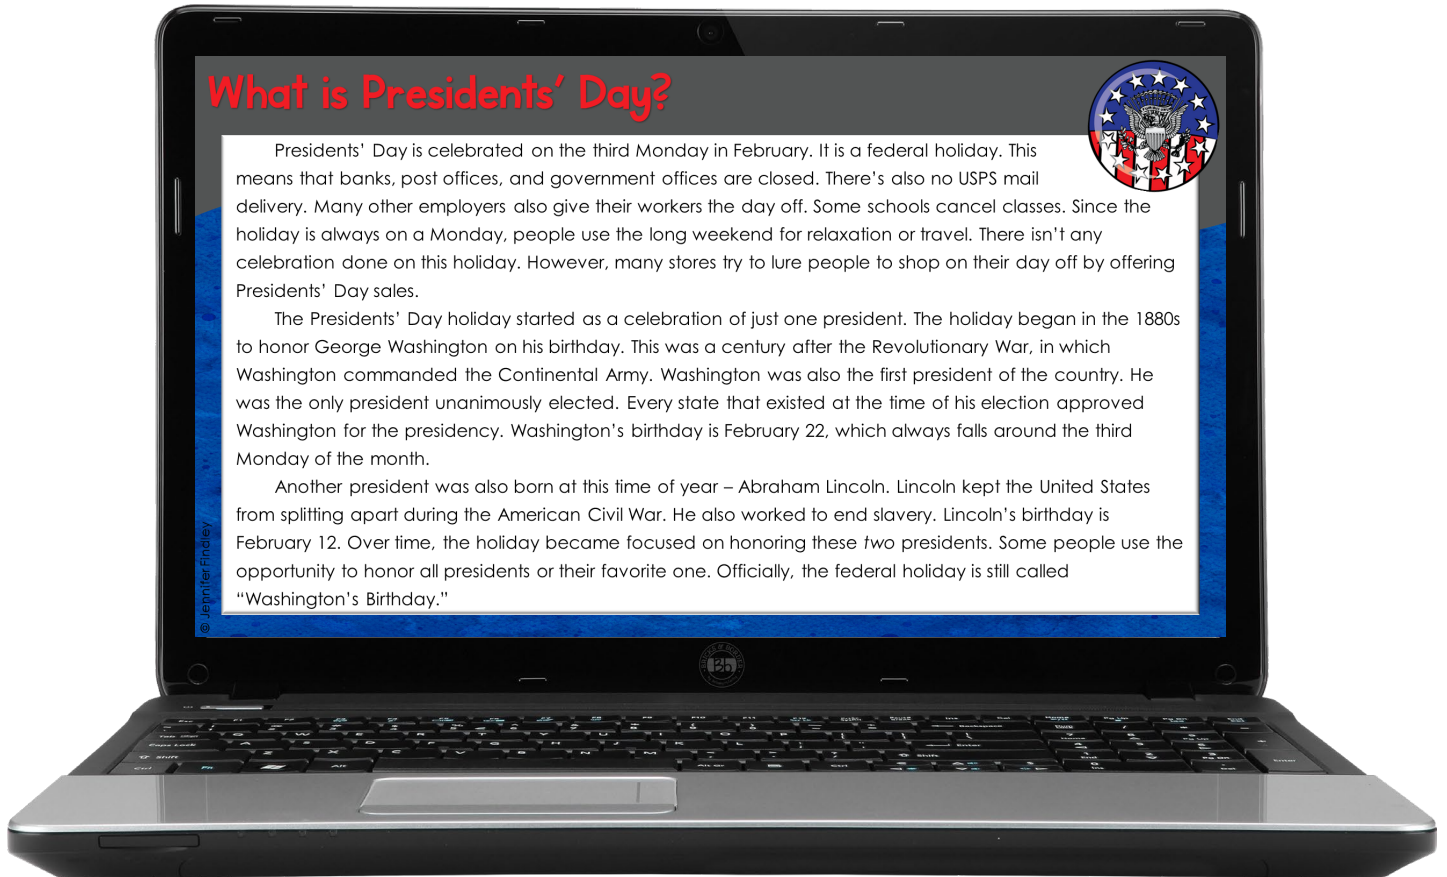 What is Presidents' Day?
Presidents' Day is celebrated on the third Monday in February. It is a federal holiday. This
means that banks, post offices, and government offices are closed. There's also no USPS mail
delivery. Many other employers also give their workers the day off. Some schools cancel classes. Since the
holiday is always on a Monday, people use the long weekend for relaxation or travel. There isn't any
celebration done on this holiday. However, many stores try to lure people to shop on their day off by offering
Presidents' Day sales.
The Presidents' Day holiday started as a celebration of just one president. The holiday began in the 1880s
to honor George Washington on his birthday. This was a century after the Revolutionary War, in which
Washington commanded the Continental Army. Washington was also the first president of the country. He
was the only president unanimously elected. Every state that existed at the time of his election approved
Washington for the presidency. Washington's birthday is February 22, which always falls around the third
Monday of the month.
Another president was also born at this time of year – Abraham Lincoln. Lincoln kept the United States
from splitting apart during the American Civil War. He also worked to end slavery. Lincoln's birthday is
February 12. Over time, the holiday became focused on honoring these two presidents. Some people use the
opportunity to honor all presidents or their favorite one. Officially, the federal holiday is still called
"Washington's Birthday."
© Jennifer Findley
Bb